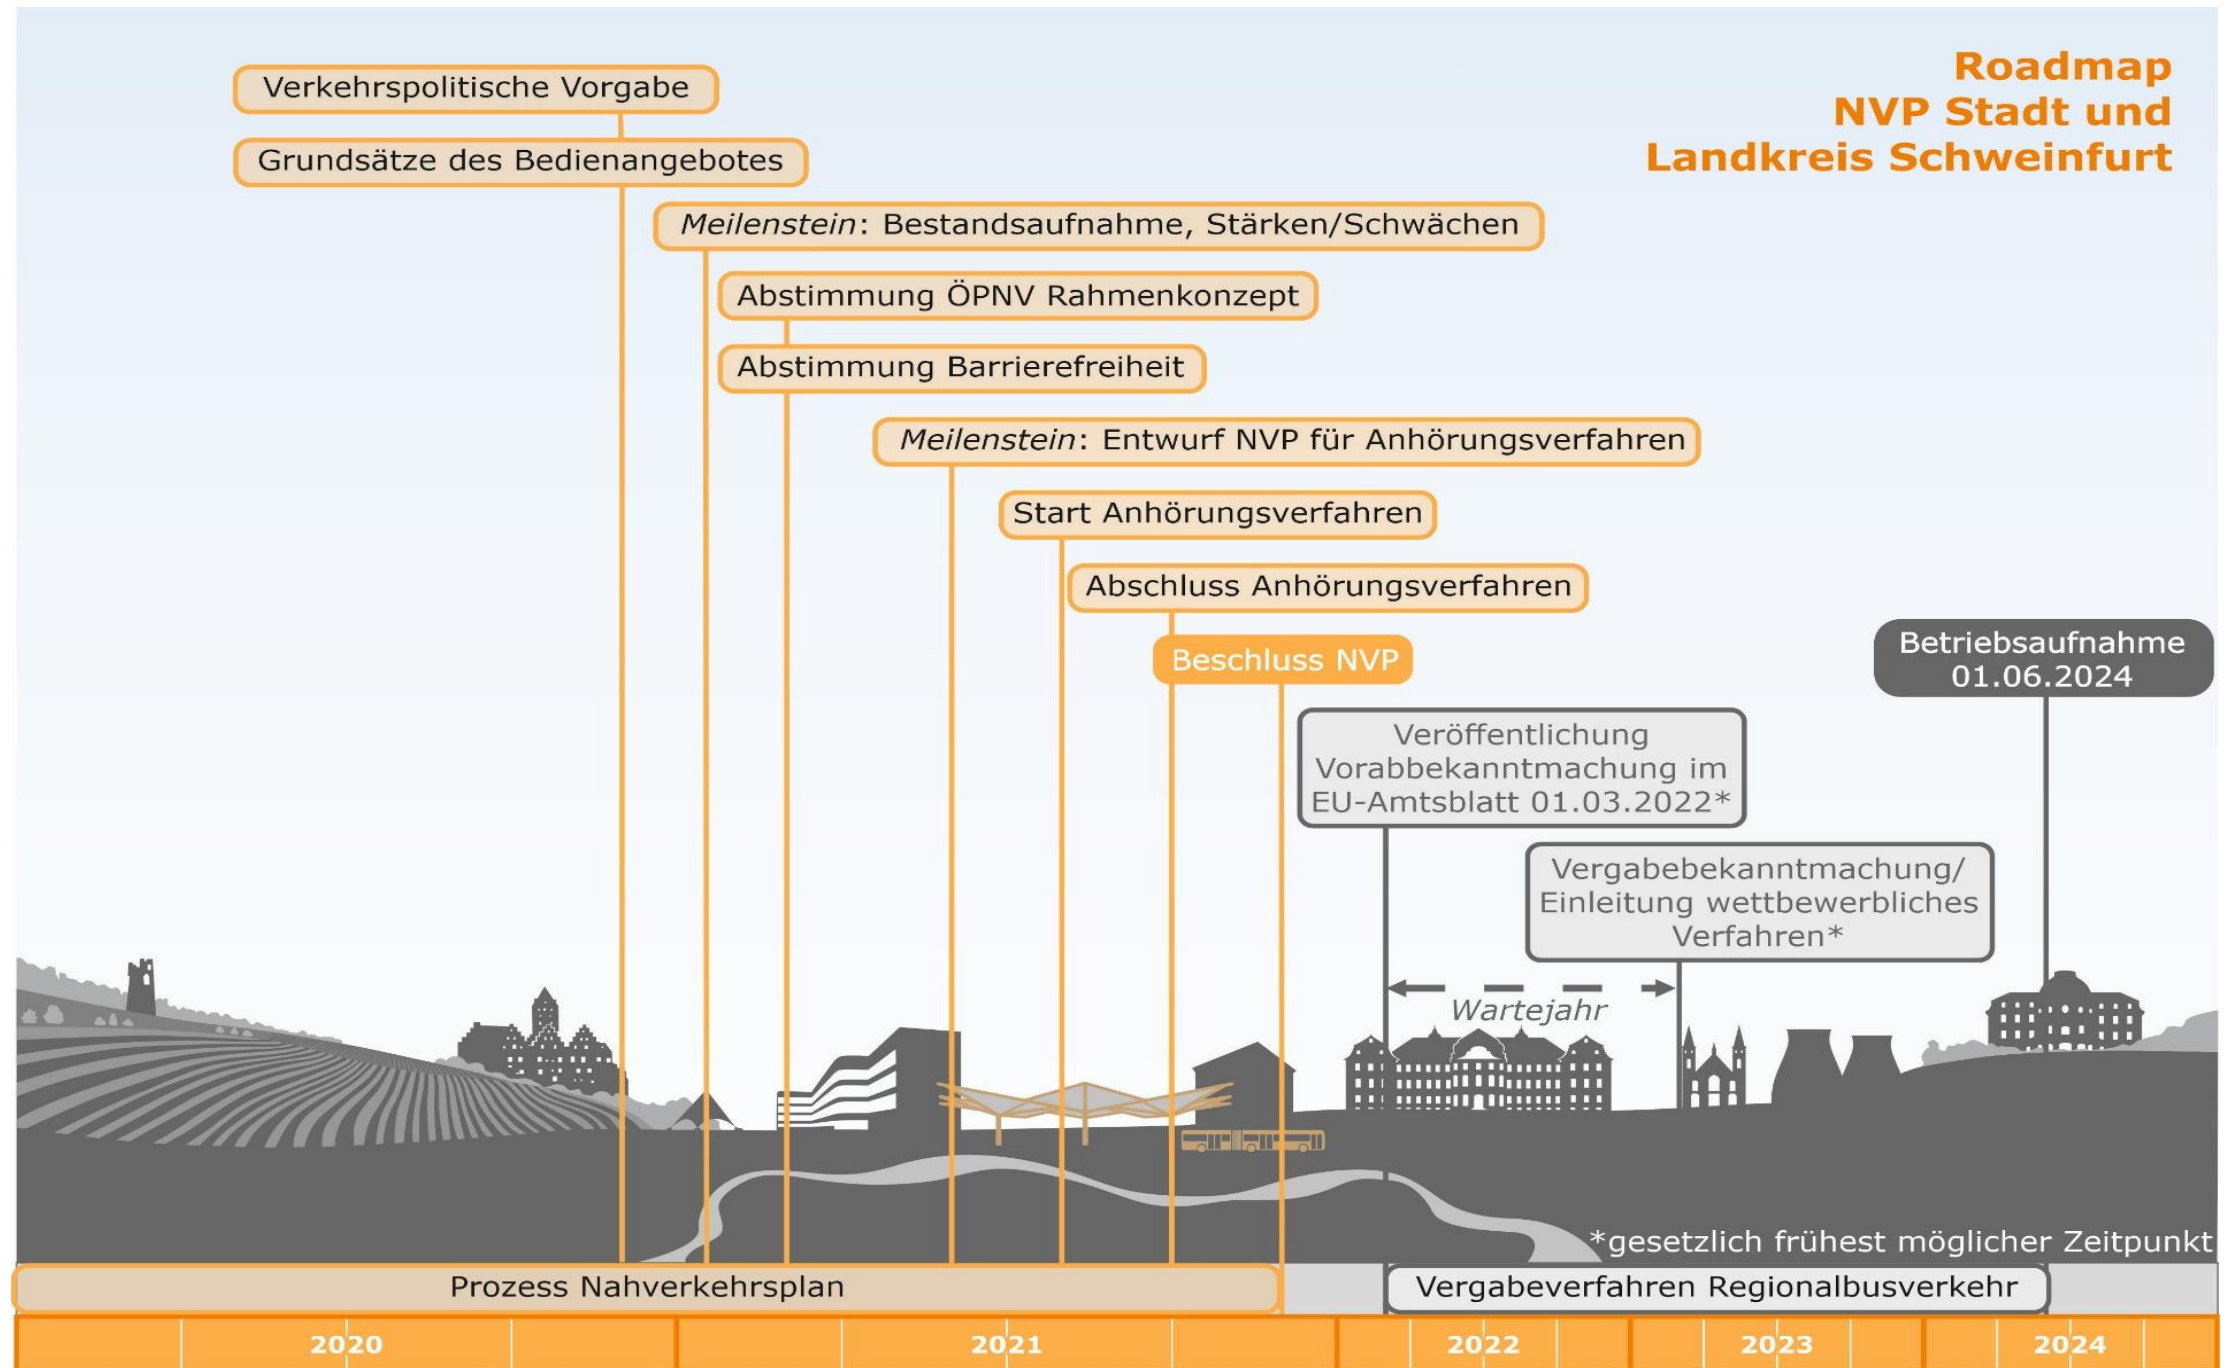 Roadmap
NVP Stadt und
Landkreis Schweinfurt
Verkehrspolitische Vorgabe
Grundsätze des Bedienangebotes
Meilenstein: Bestandsaufnahme, Stärken/Schwächen
Abstimmung ÖPNV Rahmenkonzept
Abstimmung Barrierefreiheit
Meilenstein: Entwurf NVP für Anhörungsverfahren
Start Anhörungsverfahren
Abschluss Anhörungsverfahren
Beschluss NVP
Betriebsaufnahme
01.06.2024
Veröffentlichung
Vorabbekanntmachung im
EU-Amtsblatt 01.03.2022*
Vergabebekanntmachung/
Einleitung wettbewerbliches
Verfahren*
Wartejahr
*gesetzlich frühest möglicher Zeitpunkt
Prozess Nahverkehrsplan
Vergabeverfahren Regionalbusverkehr
2020
2021
2022
2023
2024